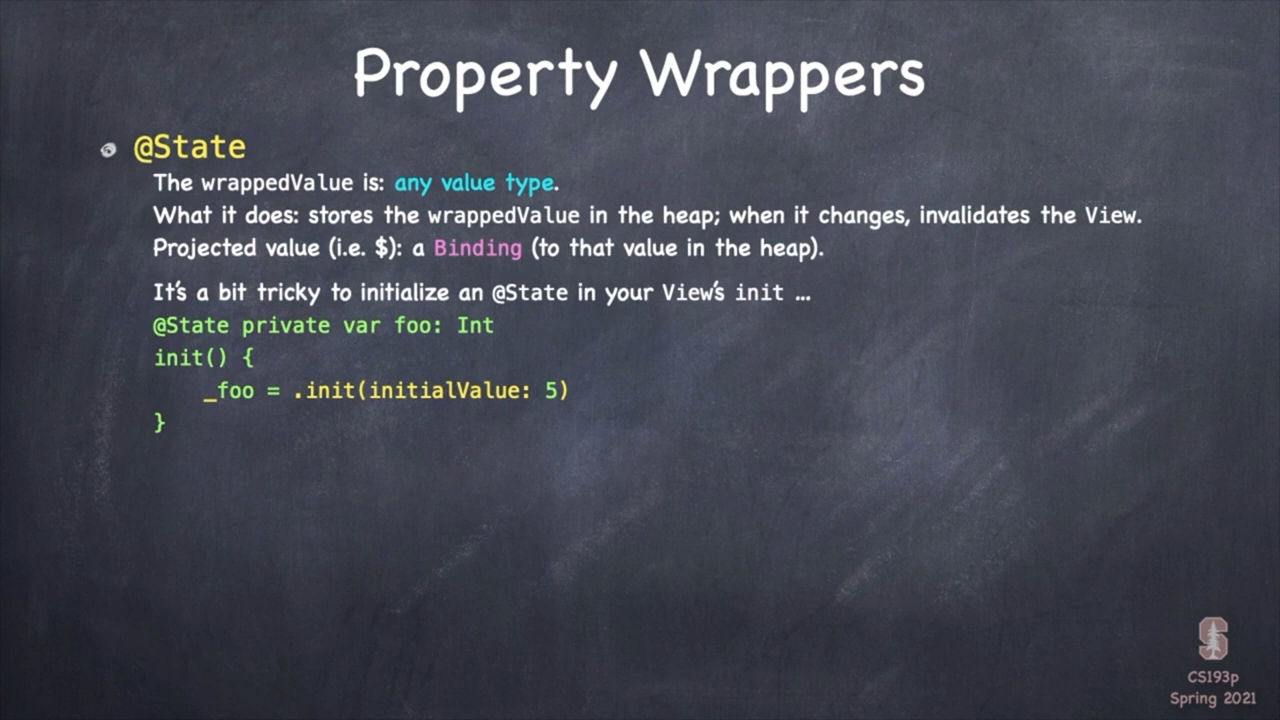 Property Wrappers
@State
The wrappedValue is: any value type.
What it does: stores the wrappedValue in the heap; when it changes, invalidates the View.
Projected value (i.e. $): a Binding (to that value in the heap).
It's a bit tricky to initialize an @State in your View's init …
@State private var foo: Int
init() {
    _foo = .init(initialValue: 5)
}
S
CS193p
Spring 2021